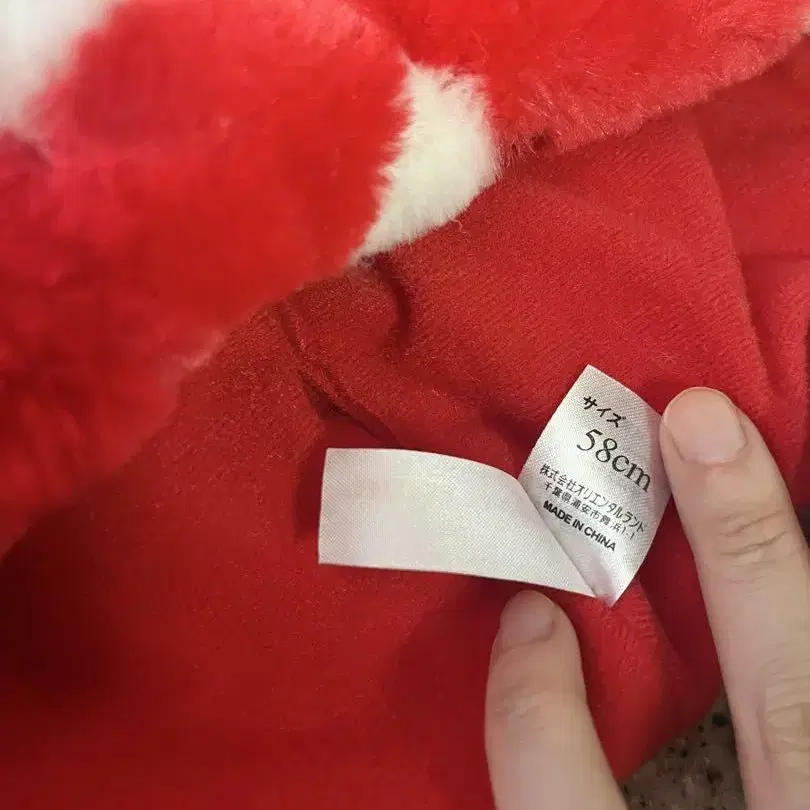 サイズ
58cm
株式会社オリエンタルランド
千葉県浦安市舞浜1-1
MADE IN CHINA